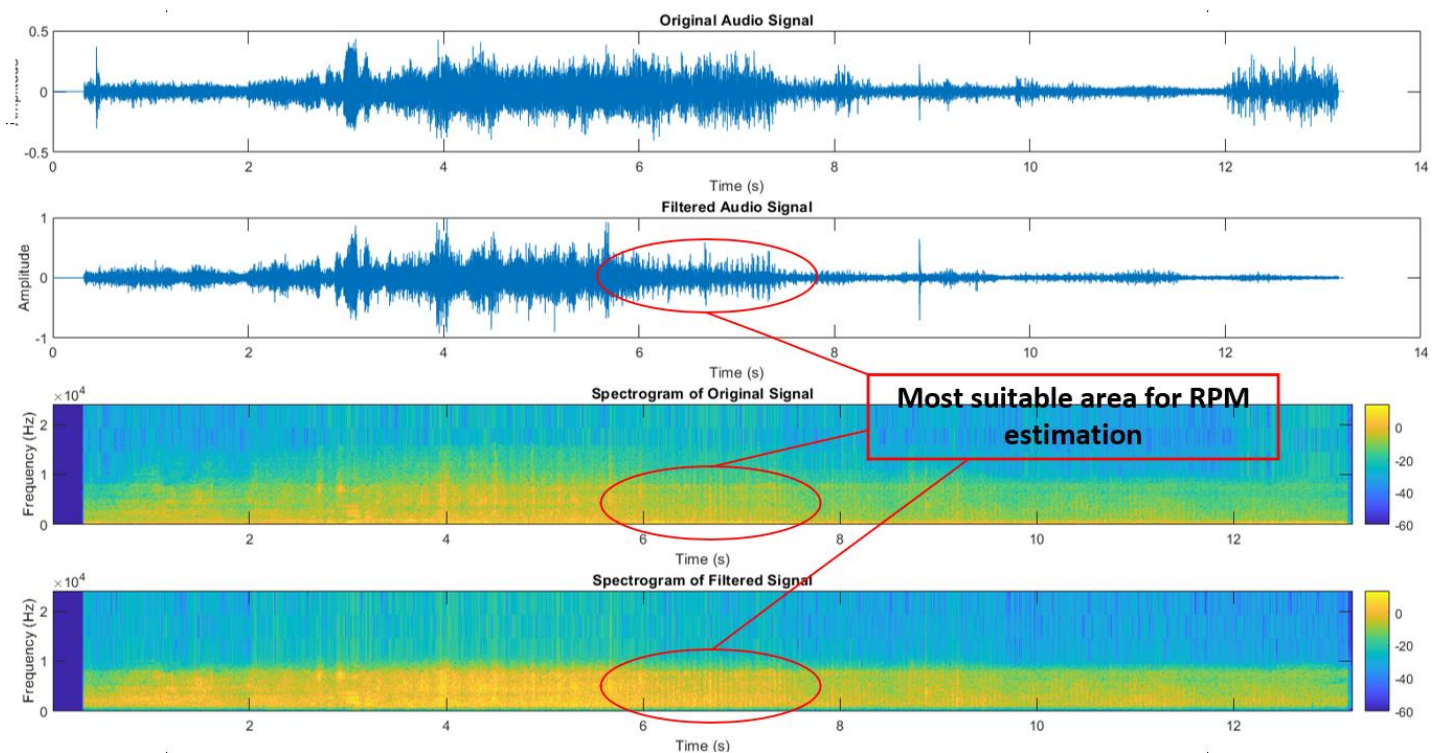 Original Audio Signal
0.5
0
-0.5
0 2 4 6 8 10 12 14
Time (s)
Filtered Audio Signal
1
0
-1
Amplitude
0 2 4 6 8 10 12 14
Time (s)
Most suitable area for RPM
estimation
Spectrogram of Original Signal
×10⁴
2
1
0
Frequency (Hz)
2 4 6 8 10 12
Time (s)
0
-20
-40
-60
Spectrogram of Filtered Signal
×10⁴
2
1
0
Frequency (Hz)
2 4 6 8 10 12
Time (s)
0
-20
-40
-60